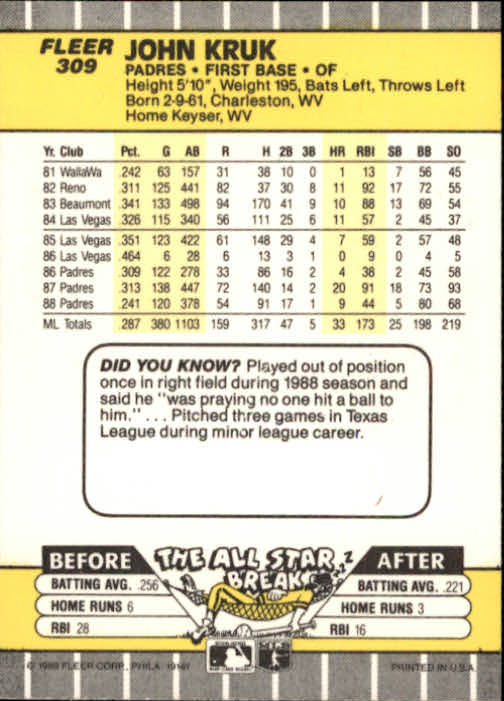 FLEER
309
JOHN KRUK
PADRES • FIRST BASE • OF
Height 5'10", Weight 195, Bats Left, Throws Left
Born 2-9-61, Charleston, WV
Home Keyser, WV
Yr. Club Pct. G AB R H 2B 3B HR RBI SB BB SO
81 WallaWa .242 63 157 31 38 10 0 1 13 7 56 45
82 Reno .311 125 441 82 37 30 8 11 92 17 72 55
83 Beaumont .341 133 498 94 170 41 9 10 88 13 69 54
84 Las Vegas .326 115 340 56 111 25 6 11 57 2 45 37
85 Las Vegas .351 123 422 61 148 29 4 7 59 2 57 48
86 Las Vegas .464 6 28 6 13 3 1 0 9 0 4 5
86 Padres .309 122 278 33 86 16 2 4 38 2 45 58
87 Padres .313 138 447 72 140 14 2 20 91 18 73 93
88 Padres .241 120 378 54 91 17 1 9 44 5 80 68
ML Totals .287 380 1103 159 317 47 5 33 173 25 198 219
DID YOU KNOW? Played out of position
once in right field during 1988 season and
said he "was praying no one hit a ball to
him." . . . Pitched three games in Texas
League during minor league career.
BEFORE THE ALL STAR BREAK AFTER
BATTING AVG. .256 BATTING AVG. .221
HOME RUNS 6 HOME RUNS 3
RBI 28 RBI 16
© 1989 FLEER CORP., PHILA. 19141 PRINTED IN U.S.A.